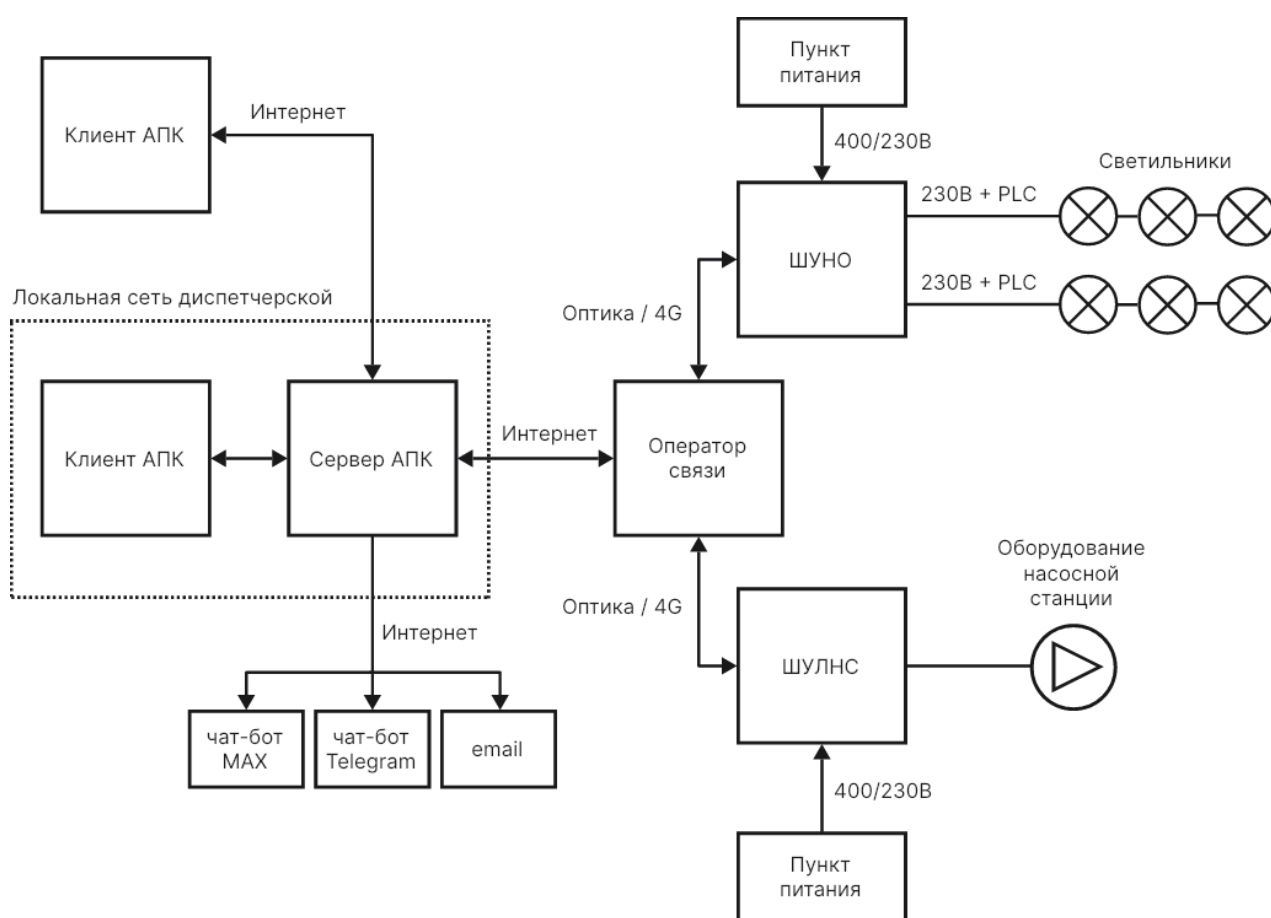 Пункт
питания
400/230В
Клиент АПК
Интернет
Светильники
230В + PLC
ШУНО
230В + PLC
Локальная сеть диспетчерской
Оптика / 4G
Клиент АПК
Сервер АПК
Интернет
Оператор
связи
Оптика / 4G
Оборудование
насосной
станции
ШУЛНС
Интернет
чат-бот
MAX
чат-бот
Telegram
email
400/230В
Пункт
питания